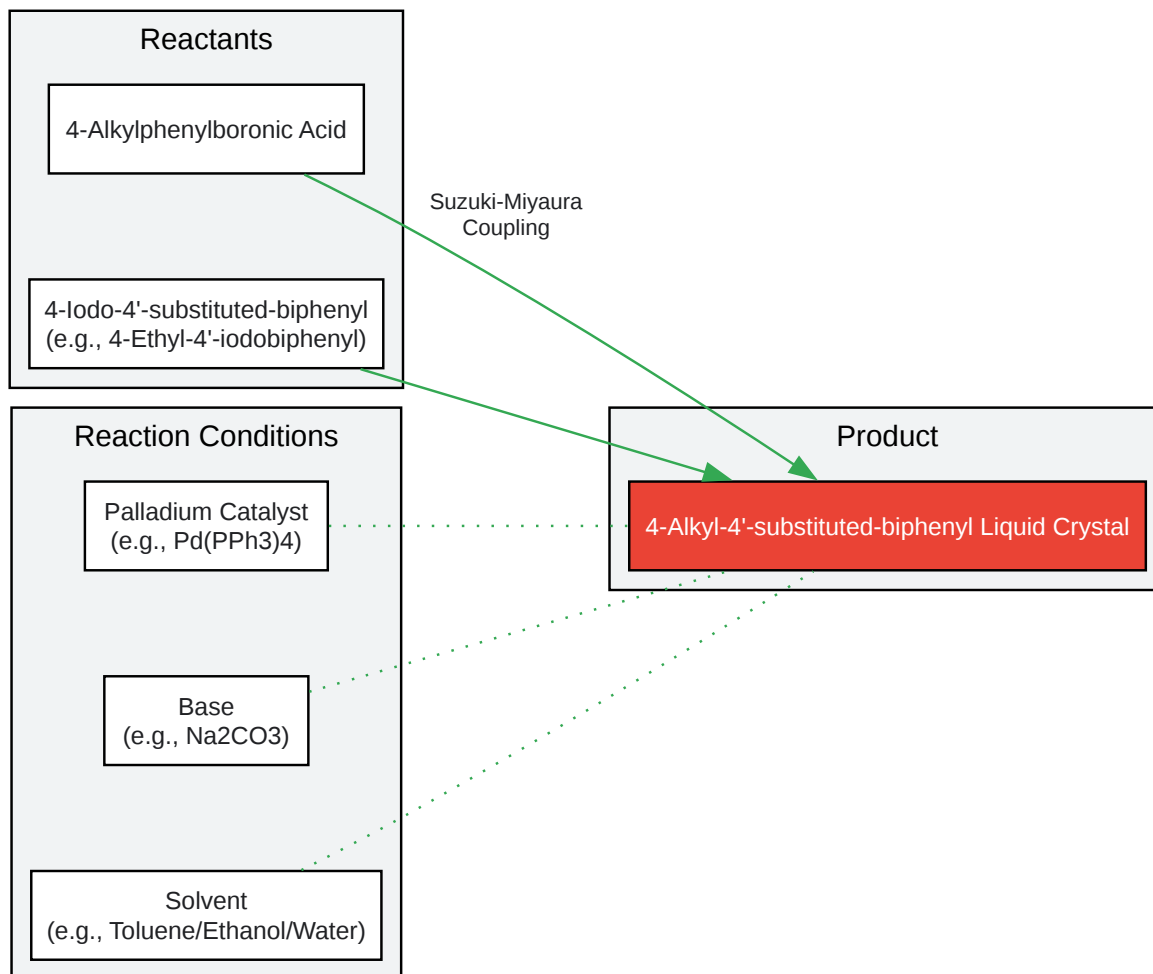 Reactants
4-Alkylphenylboronic Acid
Suzuki-Miyaura
Coupling
4-Iodo-4'-substituted-biphenyl
(e.g., 4-Ethyl-4'-iodobiphenyl)
Reaction Conditions
Product
Palladium Catalyst
(e.g., Pd(PPh3)4)
4-Alkyl-4'-substituted-biphenyl Liquid Crystal
Base
(e.g., Na2CO3)
Solvent
(e.g., Toluene/Ethanol/Water)